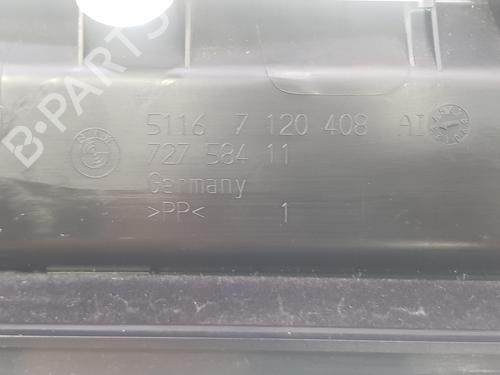 B-PARTS
5116 7 120 408 AI
727 584 11
Germany
>PP< 1